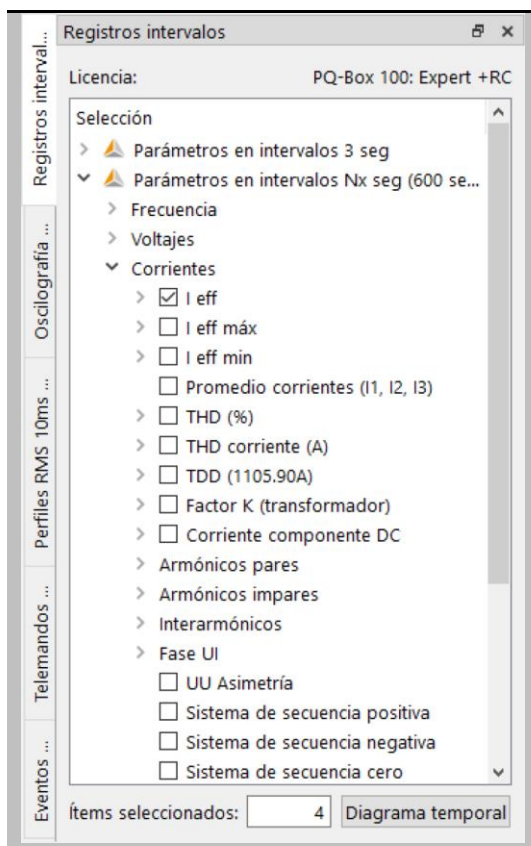 Registros intervalos
Licencia: PQ-Box 100: Expert +RC
Selección
Parámetros en intervalos 3 seg
Parámetros en intervalos Nx seg (600 se...
Frecuencia
Voltajes
Corrientes
I eff
I eff máx
I eff min
Promedio corrientes (I1, I2, I3)
THD (%)
THD corriente (A)
TDD (1105.90A)
Factor K (transformador)
Corriente componente DC
Armónicos pares
Armónicos impares
Interarmónicos
Fase UI
UU Asimetría
Sistema de secuencia positiva
Sistema de secuencia negativa
Sistema de secuencia cero
Ítems seleccionados: 4 Diagrama temporal
Registros interval...
Oscilografía ...
Perfiles RMS 10ms ...
Telemandos ...
Eventos ...